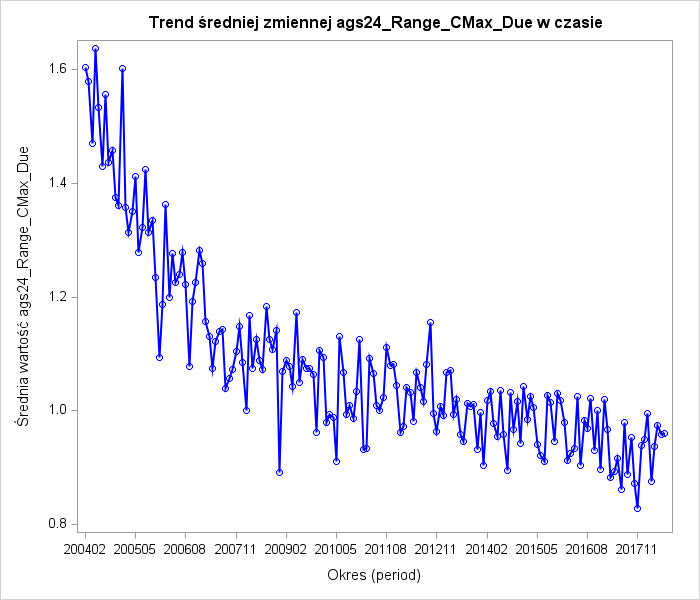 Trend średniej zmiennej ags24_Range_CMax_Due w czasie
Średnia wartość ags24_Range_CMax_Due
1.6
1.4
1.2
1.0
0.8
200402 200505 200608 200711 200902 201005 201108 201211 201402 201505 201608 201711
Okres (period)